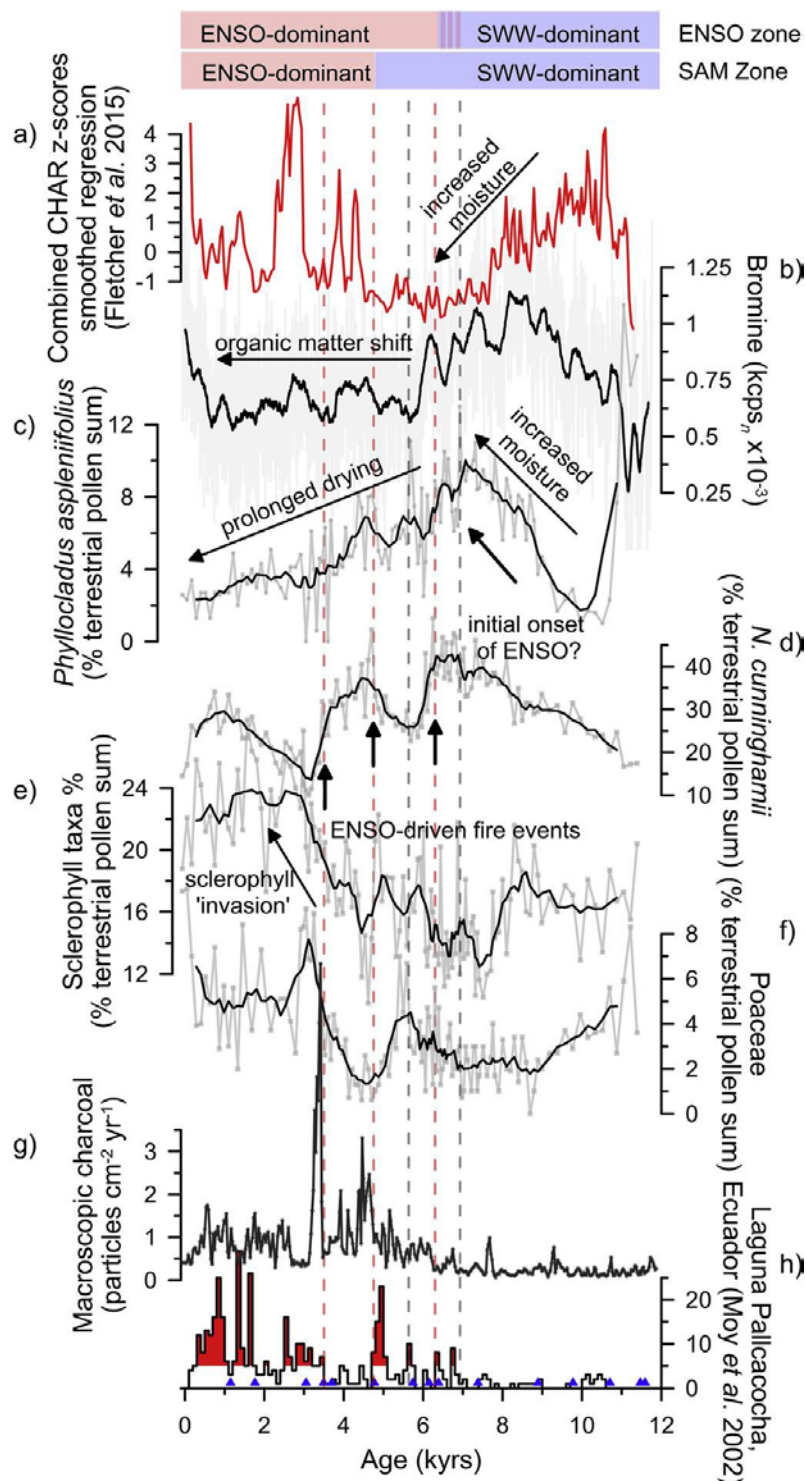 ENSO-dominant SWW-dominant ENSO zone
ENSO-dominant SWW-dominant SAM Zone
a)
Combined CHAR z-scores
smoothed regression
(Fletcher et al. 2015)
4
3
2
1
0
-1
increased
moisture
b)
Bromine (kcpsn x10-3)
1.25
1
0.75
0.5
0.25
organic matter shift
c)
Phyllocladus aspleniifolius
(% terrestrial pollen sum)
12
8
4
0
prolonged drying
increased
moisture
initial onset
of ENSO?
d)
N. cunninghamii
(% terrestrial pollen sum)
40
30
20
10
e)
Sclerophyll taxa %
(% terrestrial pollen sum)
24
20
16
12
ENSO-driven fire events
sclerophyll
'invasion'
f)
Poaceae
(% terrestrial pollen sum)
8
6
4
2
0
g)
Macroscopic charcoal
(particles cm-2 yr-1)
3
2
1
0
h)
Laguna Pallcacocha,
Ecuador (Moy et al. 2002)
20
10
0
0 2 4 6 8 10 12
Age (kyrs)